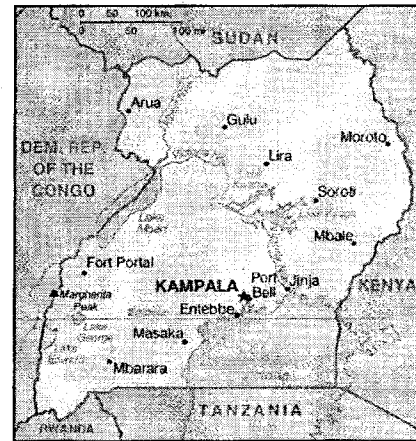 0 50 100 km
0 50 100 mi
SUDAN
Arua
Gulu
Moroto
DEM. REP.
OF THE
CONGO
Lira
Soroti
Lake
Albert
Mbale
Fort Portal
KAMPALA
Port
Bell
Jinja
KENYA
Margherita
Peak
Entebbe
Lake
George
Masaka
Lake
Mbarara
TANZANIA
RWANDA